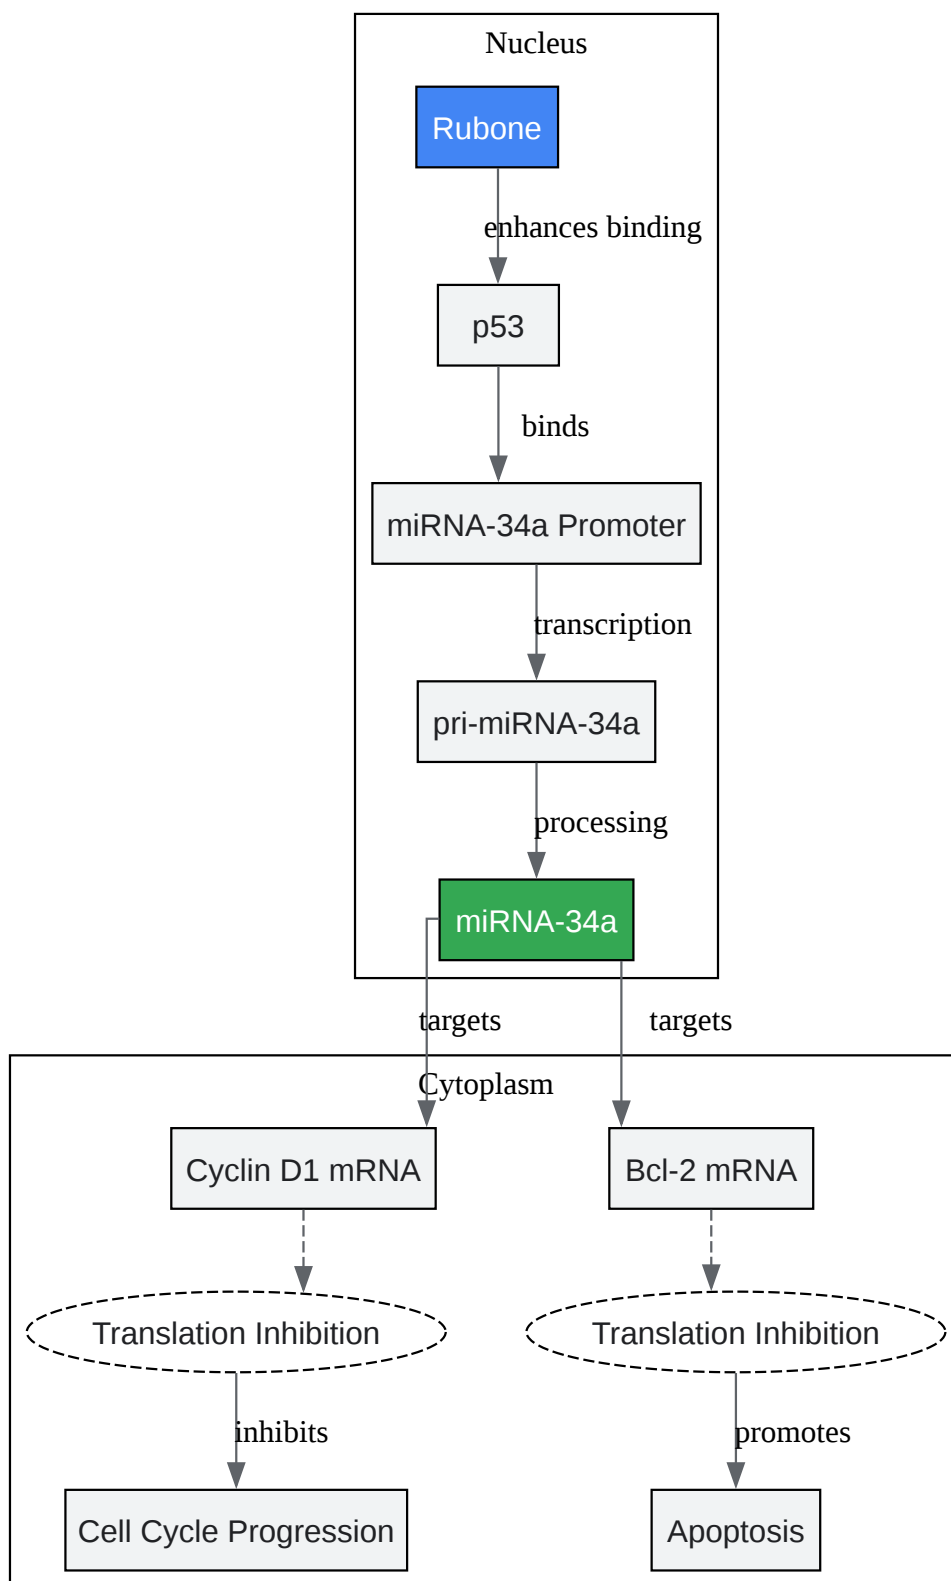 Nucleus
Rubone
enhances binding
p53
binds
miRNA-34a Promoter
transcription
pri-miRNA-34a
processing
miRNA-34a
targets
targets
Cytoplasm
Cyclin D1 mRNA
Bcl-2 mRNA
Translation Inhibition
Translation Inhibition
inhibits
promotes
Cell Cycle Progression
Apoptosis